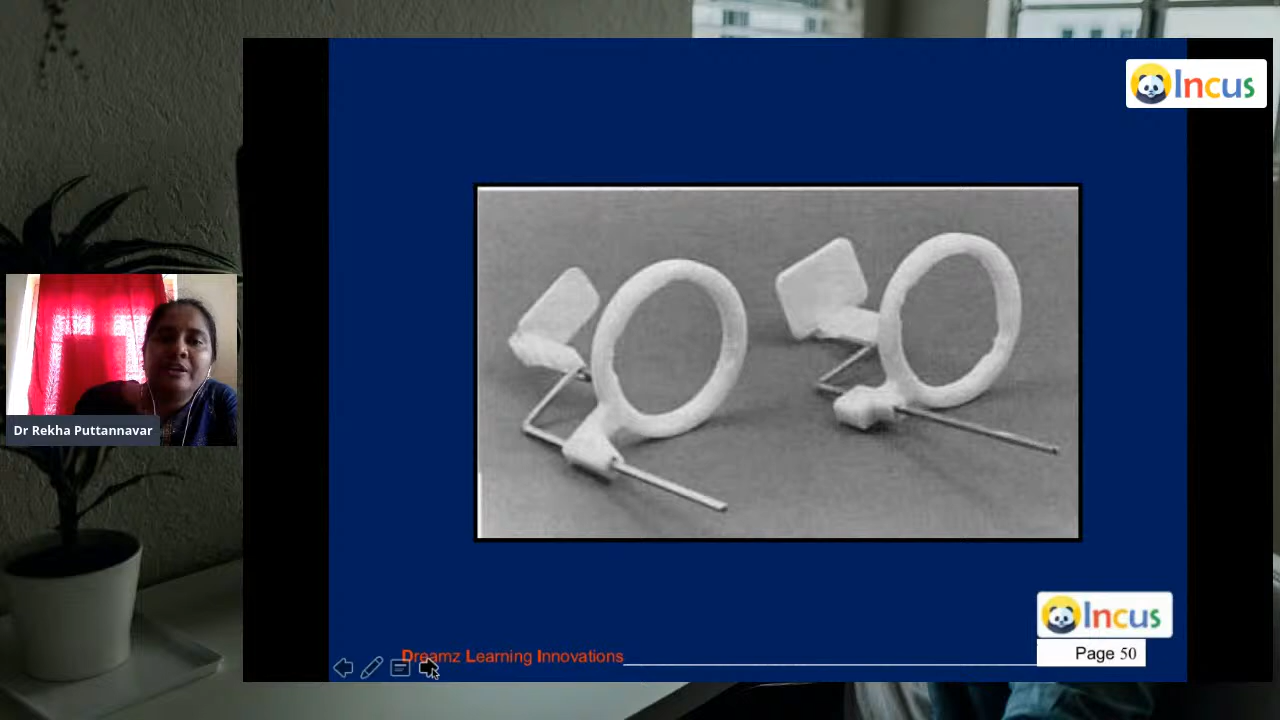 Incus
Dr Rekha Puttannavar
Incus
Dreamz Learning Innovations
Page 50